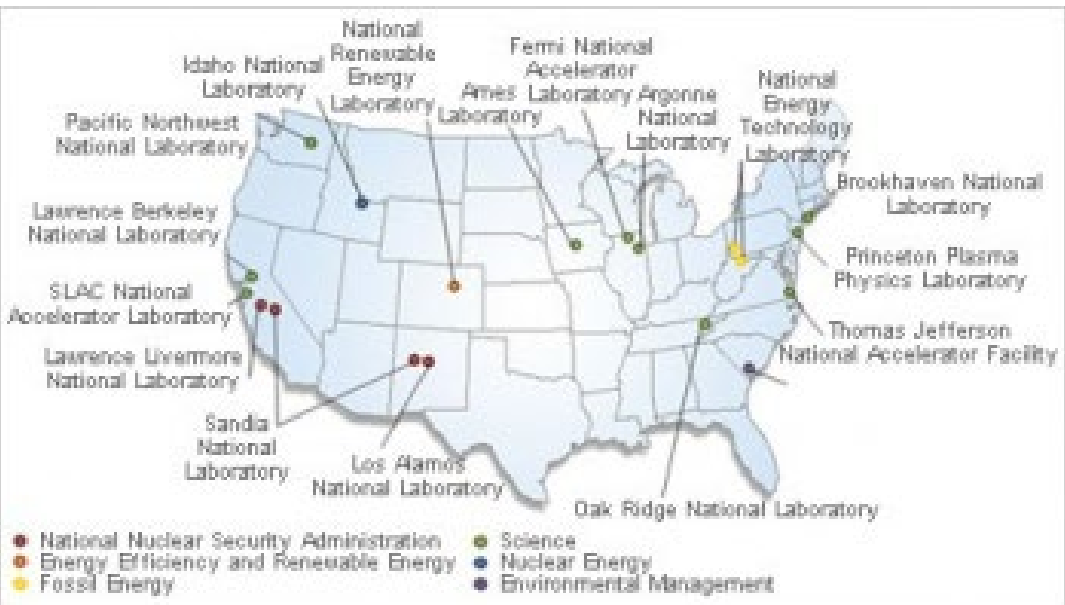 National
Renewable
Energy
Laboratory
Idaho National
Laboratory
Fermi National
Accelerator
Laboratory
Ames
Laboratory
Argonne
National
Laboratory
National
Energy
Technology
Laboratory
Pacific Northwest
National Laboratory
Brookhaven National
Laboratory
Lawrence Berkeley
National Laboratory
Princeton Plasma
Physics Laboratory
SLAC National
Accelerator Laboratory
Thomas Jefferson
National Accelerator Facility
Lawrence Livermore
National Laboratory
Sandia
National
Laboratory
Los Alamos
National Laboratory
Oak Ridge National Laboratory
National Nuclear Security Administration
Energy Efficiency and Renewable Energy
Fossil Energy
Science
Nuclear Energy
Environmental Management